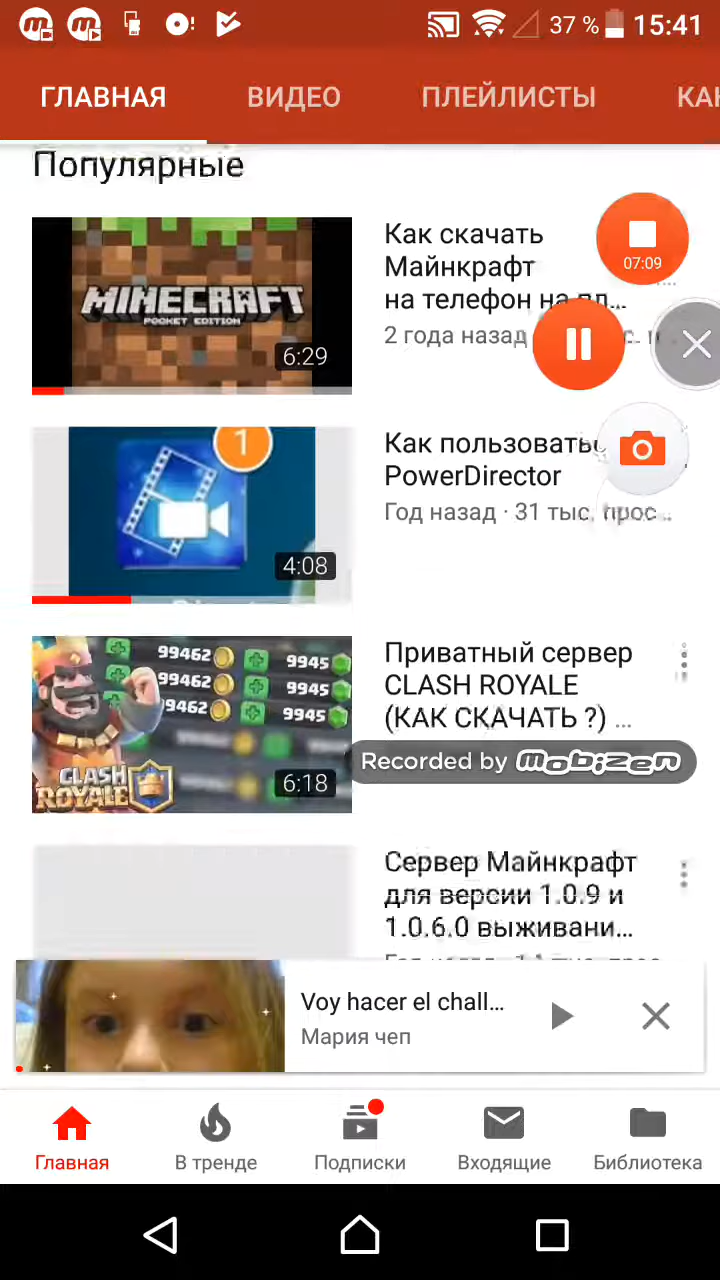 37 % 15:41
ГЛАВНАЯ ВИДЕО ПЛЕЙЛИСТЫ
Популярные
MINECRAFT
POCKET EDITION
6:29
Как скачать
Майнкрафт
на телефон на
2 года назад
07:09
1
4:08
Как пользовать
PowerDirector
Год назад · 31 тыс. прос...
99462 9945
99462 9945
99462 9945
CLASH
ROYALE
6:18
Приватный сервер
CLASH ROYALE
(КАК СКАЧАТЬ ?) ...
Recorded by mobizen
Сервер Майнкрафт
для версии 1.0.9 и
1.0.6.0 выживани...
Voy hacer el chall...
Мария чеп
Главная В тренде Подписки Входящие Библиотека